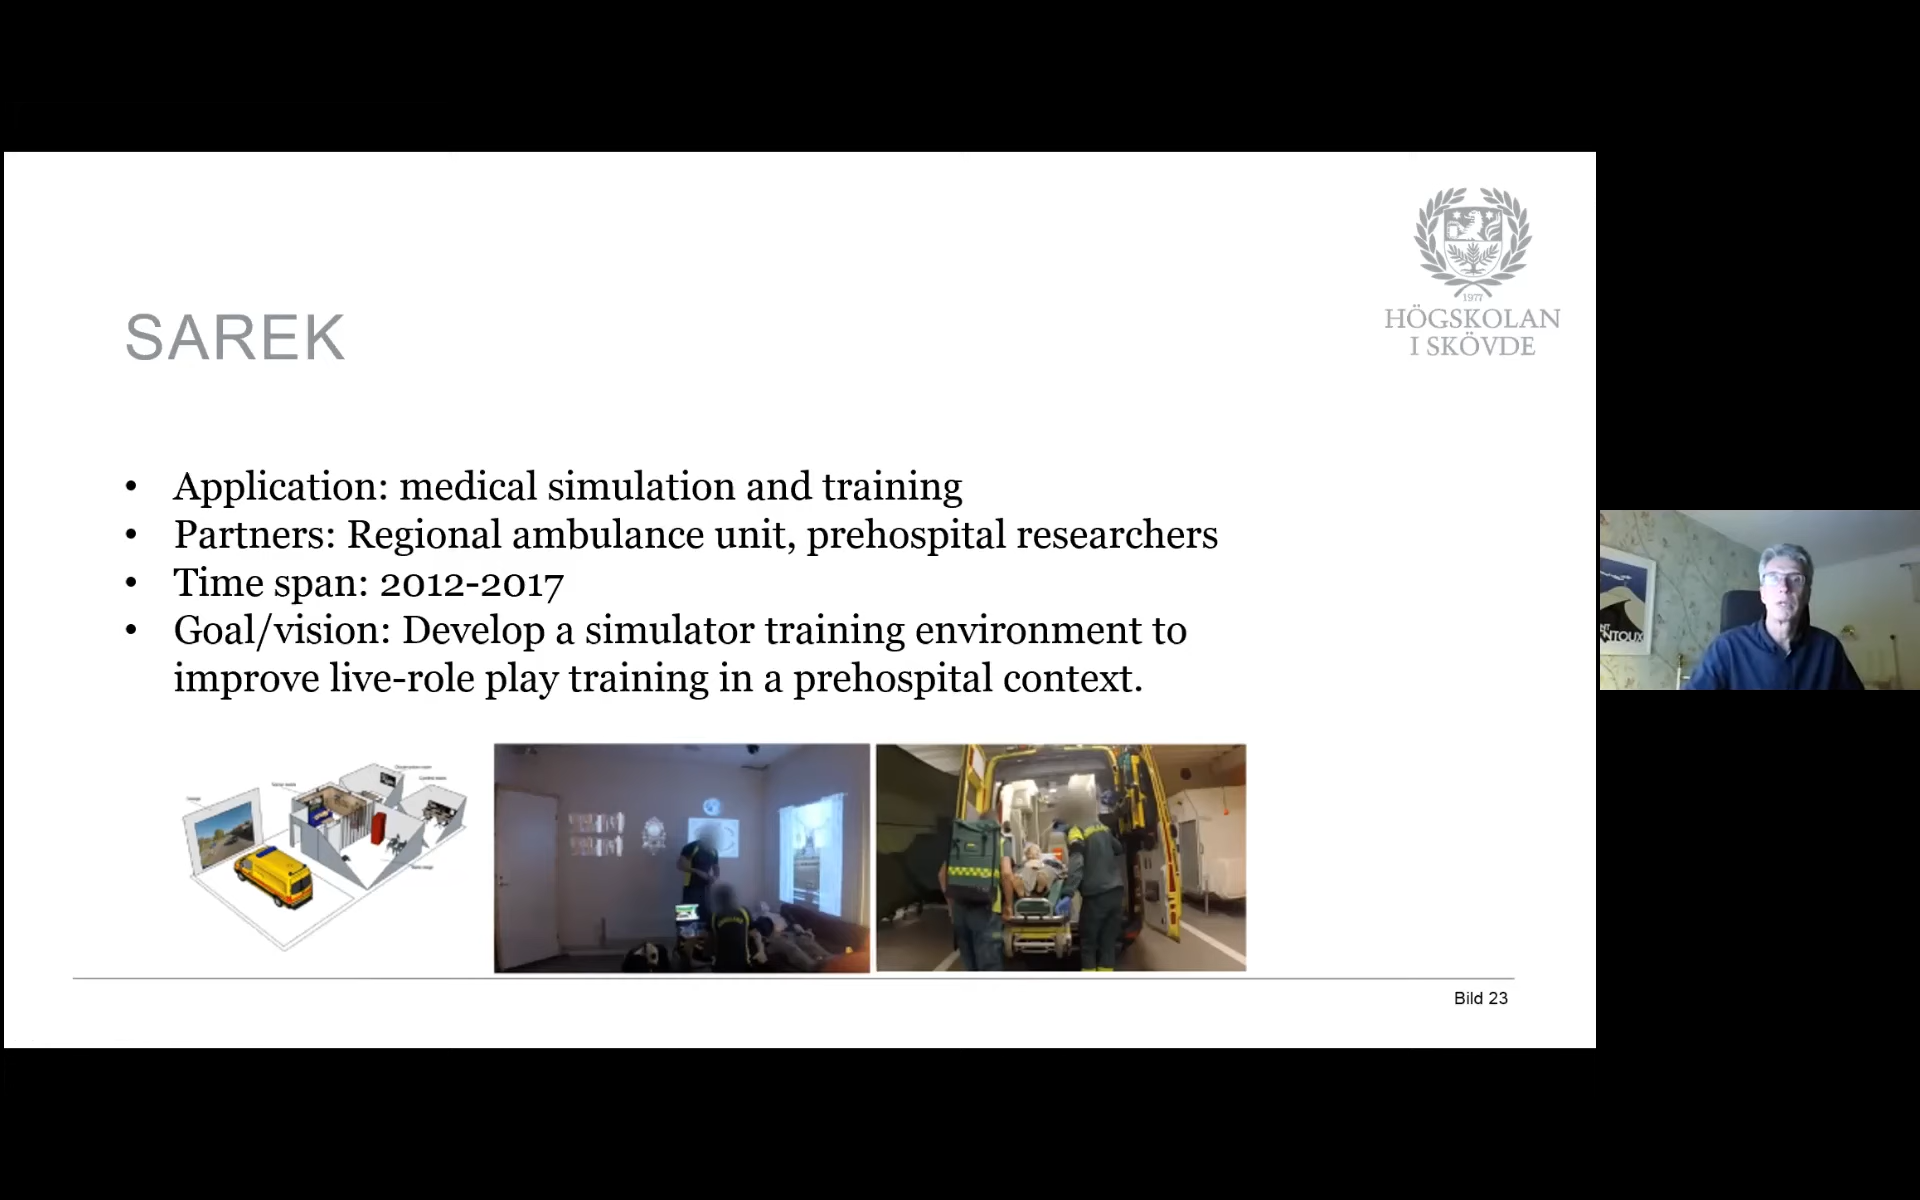 1977
HÖGSKOLAN
I SKÖVDE
SAREK
• Application: medical simulation and training
• Partners: Regional ambulance unit, prehospital researchers
• Time span: 2012-2017
• Goal/vision: Develop a simulator training environment to
improve live-role play training in a prehospital context.
Bild 23